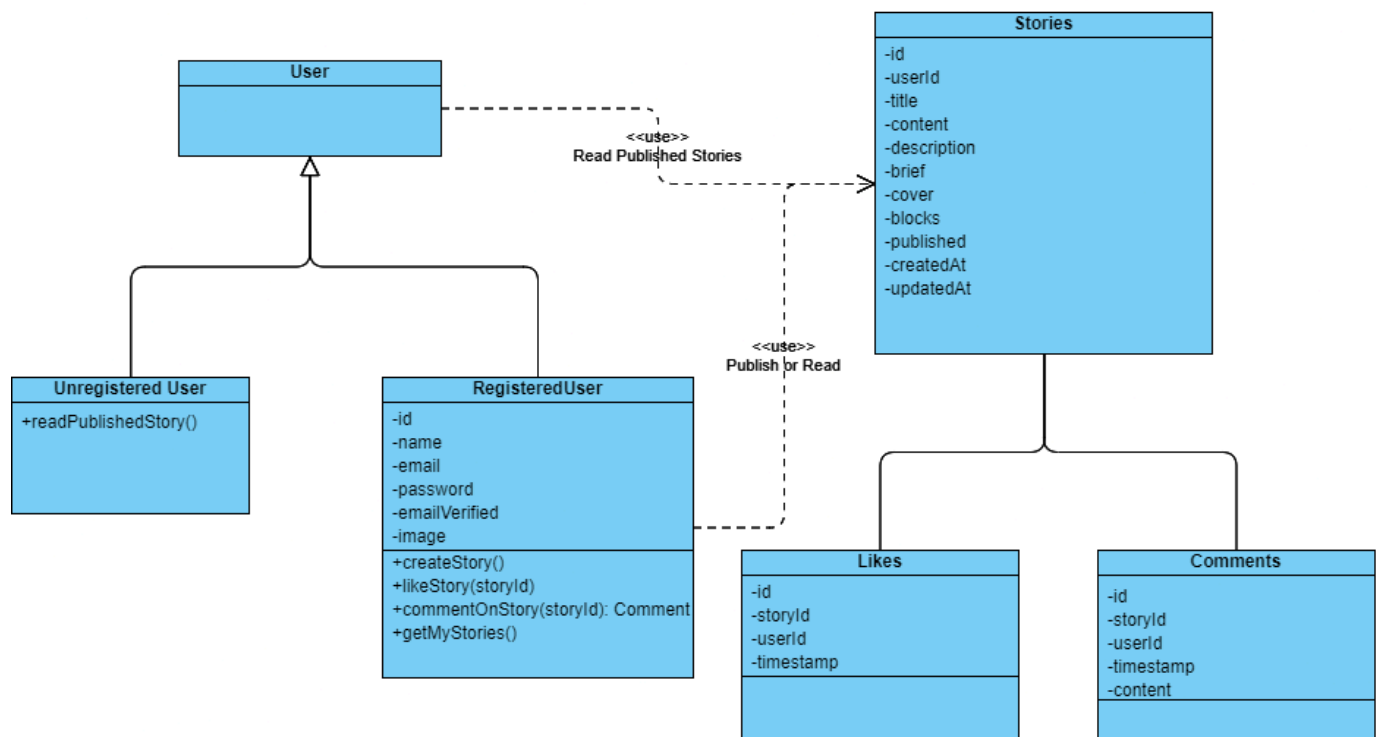 User
<<use>>
Read Published Stories
Stories
-id
-userId
-title
-content
-description
-brief
-cover
-blocks
-published
-createdAt
-updatedAt
<<use>>
Publish or Read
Unregistered User
+readPublishedStory()
RegisteredUser
-id
-name
-email
-password
-emailVerified
-image
+createStory()
+likeStory(storyId)
+commentOnStory(storyId): Comment
+getMyStories()
Likes
-id
-storyId
-userId
-timestamp
Comments
-id
-storyId
-userId
-timestamp
-content